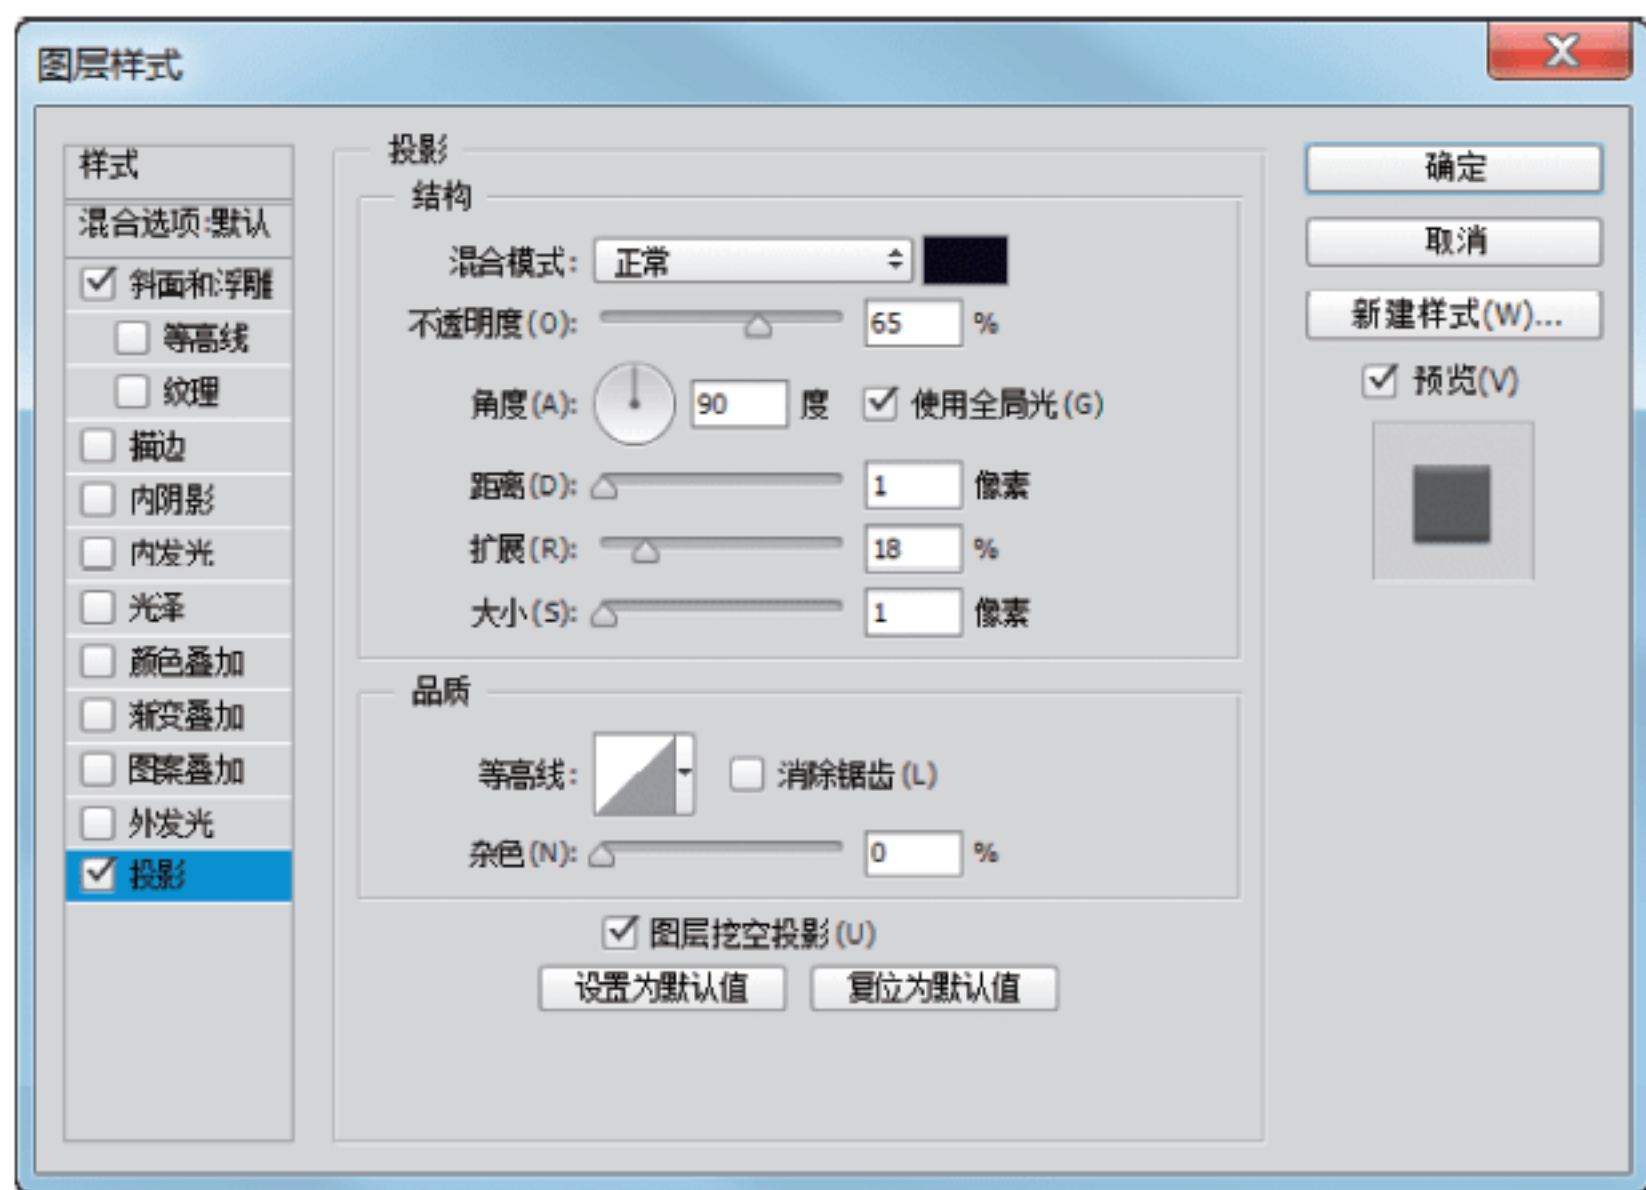 图层样式
样式
混合选项:默认
斜面和浮雕
等高线
纹理
描边
内阴影
内发光
光泽
颜色叠加
渐变叠加
图案叠加
外发光
投影
投影
结构
混合模式: 正常
不透明度(O): 65 %
角度(A): 90 度 使用全局光(G)
距离(D): 1 像素
扩展(R): 18 %
大小(S): 1 像素
品质
等高线: 消除锯齿(L)
杂色(N): 0 %
图层挖空投影(U)
设置为默认值 复位为默认值
确定
取消
新建样式(W)...
预览(V)